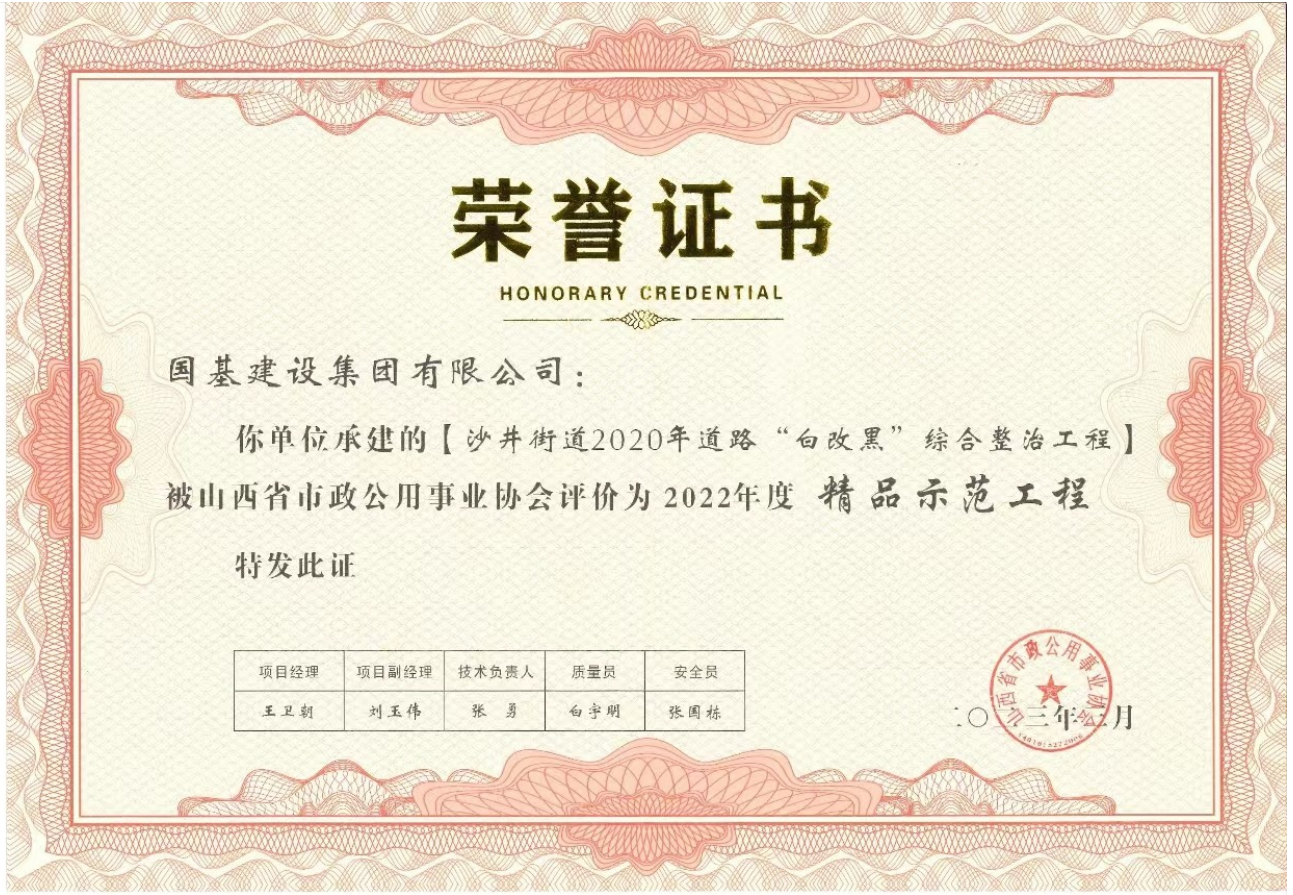 荣誉证书
HONORARY CREDENTIAL
国基建设集团有限公司：
你单位承建的【沙井街道2020年道路“白改黑”综合整治工程】
被山西省市政公用事业协会评价为 2022年度 精品示范工程
特发此证
项目经理 项目副经理 技术负责人 质量员 安全员
王卫朝 刘玉伟 张勇 白宇明 张国栋
山西省市政公用事业协会
二〇二三年 月